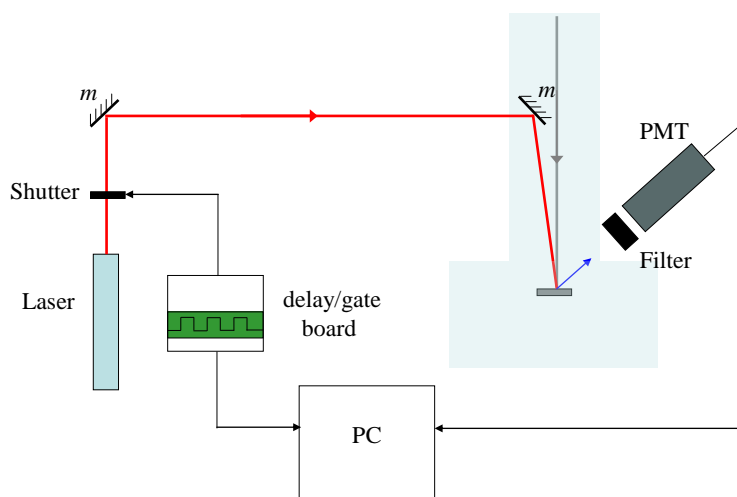 m
m
PMT
Shutter
Filter
Laser
delay/gate
board
PC